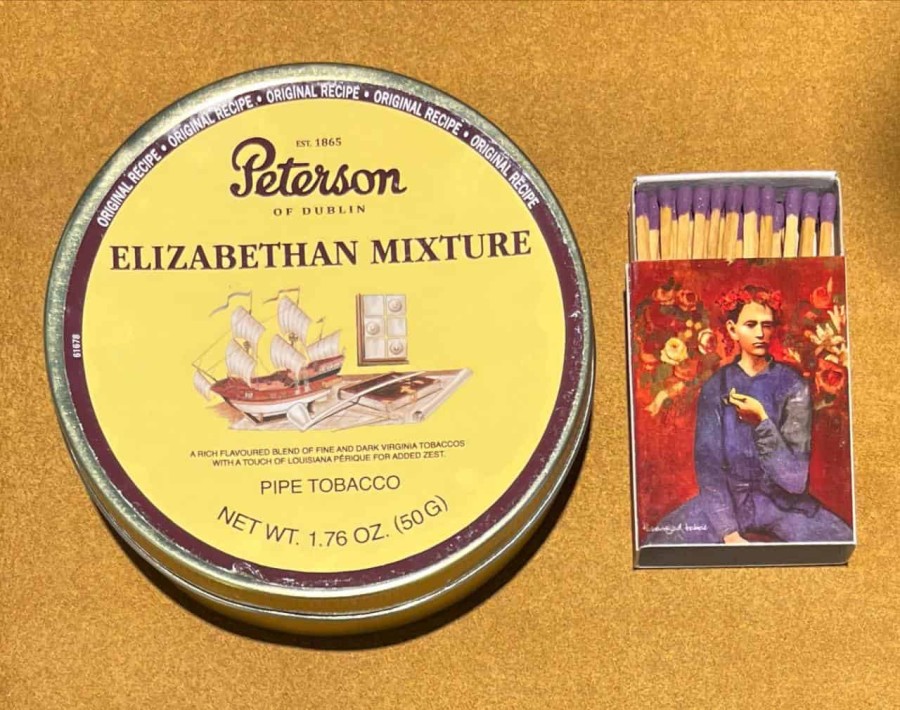 ORIGINAL RECIPE • ORIGINAL RECIPE • ORIGINAL RECIPE • ORIGINAL RECIPE • ORIGINAL RECIPE
EST. 1865
Peterson
OF DUBLIN
ELIZABETHAN MIXTURE
61678
A RICH FLAVOURED BLEND OF FINE AND DARK VIRGINIA TOBACCOS
WITH A TOUCH OF LOUISIANA PÉRIQUE FOR ADDED ZEST.
PIPE TOBACCO
NET WT. 1.76 OZ. (50G)